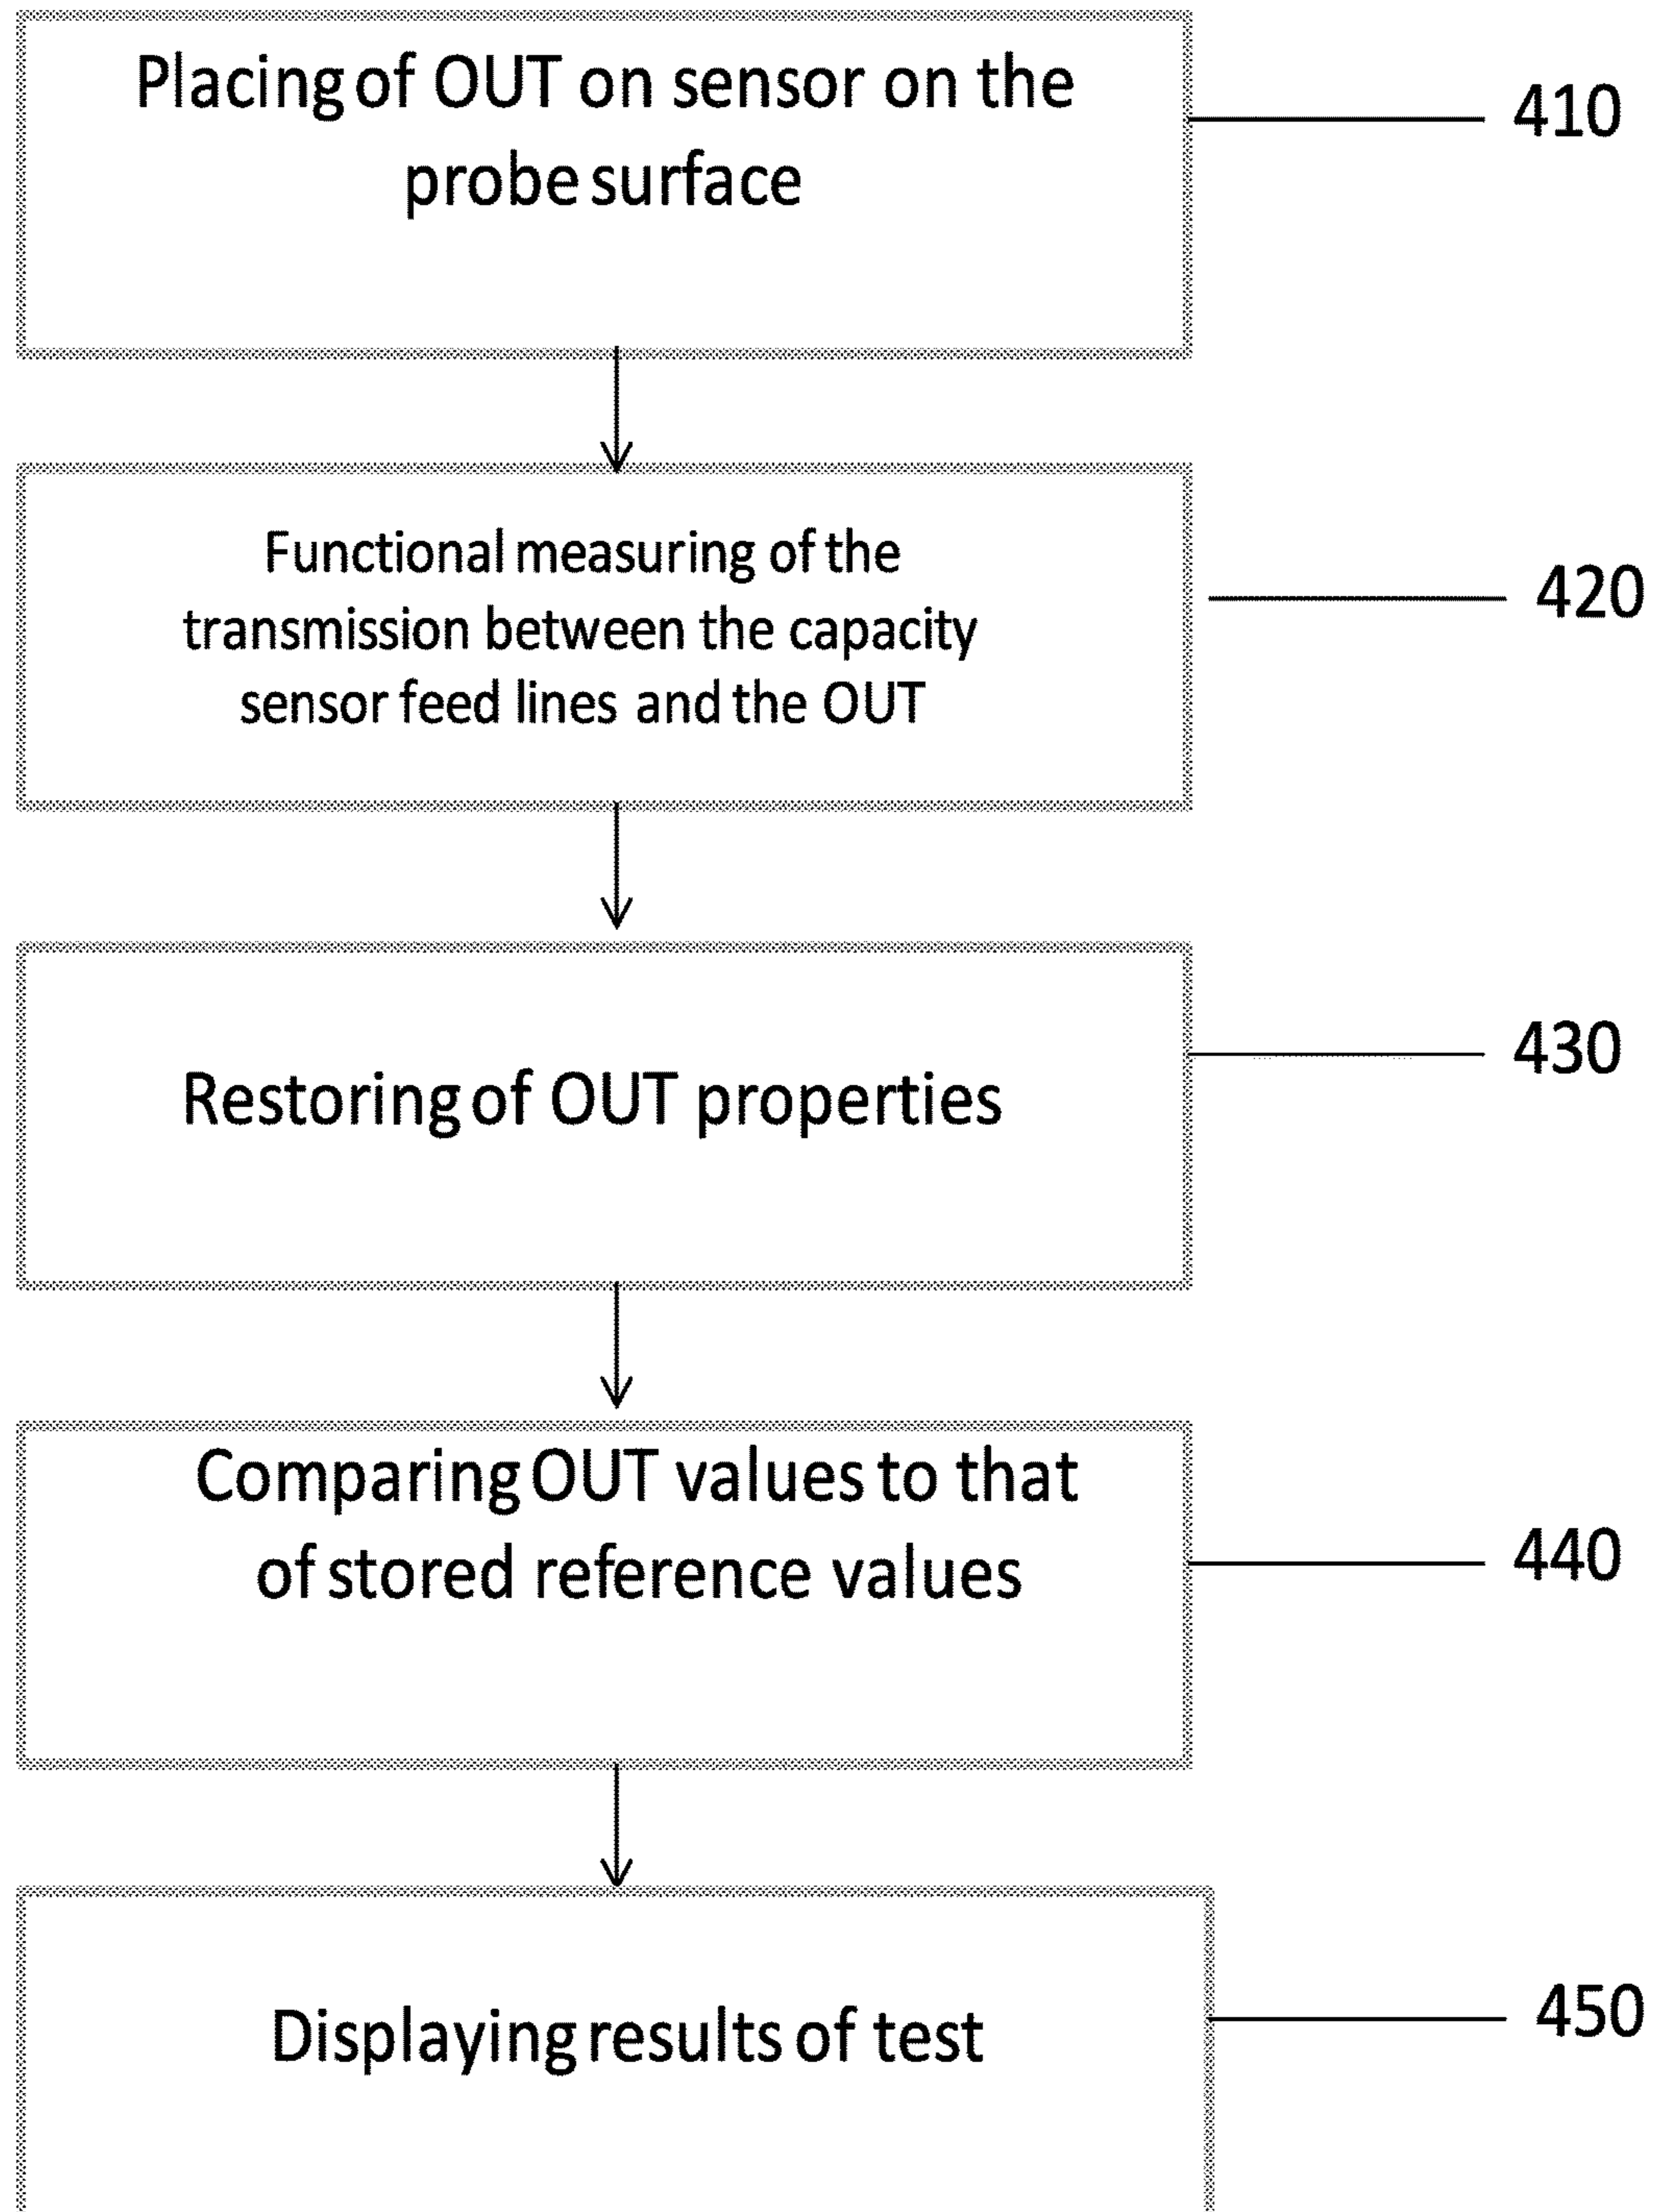 Placing of OUT on sensor on the
probe surface
410
Functional measuring of the
transmission between the capacity
sensor feed lines and the OUT
420
Restoring of OUT properties
430
Comparing OUT values to that
of stored reference values
440
Displaying results of test
450